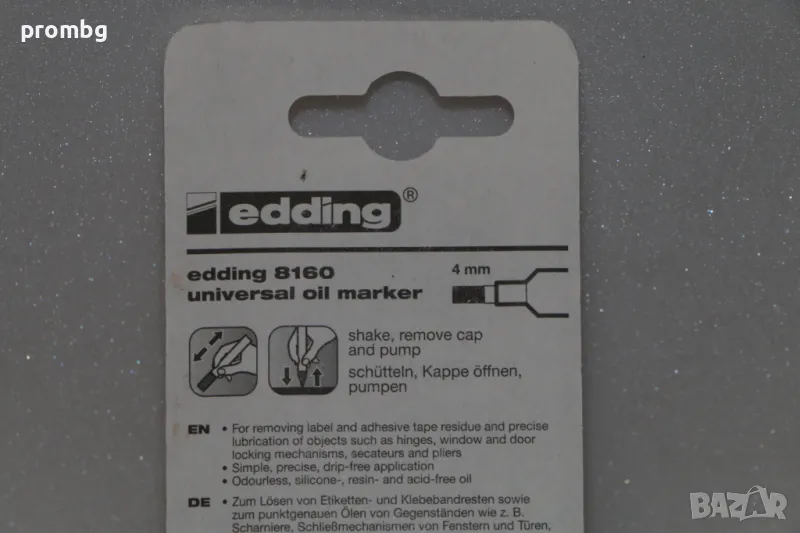 prombg
edding®
edding 8160
universal oil marker
4 mm
shake, remove cap
and pump
schütteln, Kappe öffnen,
pumpen
EN • For removing label and adhesive tape residue and precise
lubrication of objects such as hinges, window and door
locking mechanisms, secateurs and pliers
• Simple, precise, drip-free application
• Odourless, silicone-, resin- and acid-free oil
DE • Zum Lösen von Etiketten- und Klebebandresten sowie
zum punktgenauen Ölen von Gegenständen wie z. B.
Scharniere, Schließmechanismen von Fenstern und Türen,
BAZAR